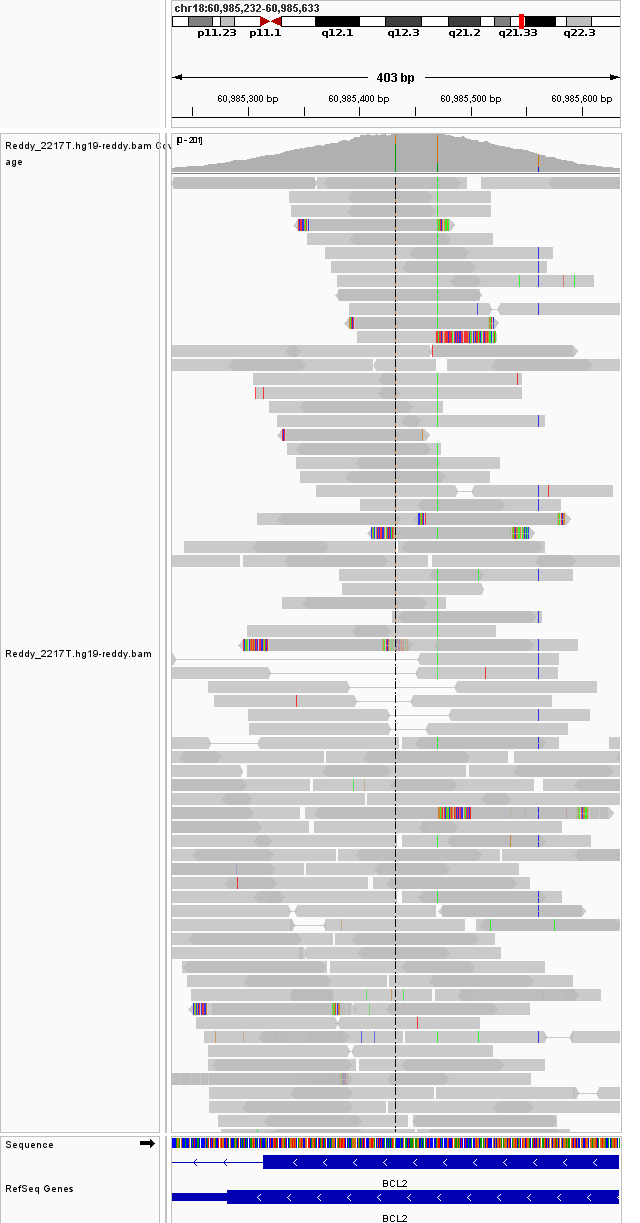 chr18:60,985,232-60,985,633
p11.23 p11.1 q12.1 q12.3 q21.2 q21.33 q22.3
403 bp
60,985,300 bp 60,985,400 bp 60,985,500 bp 60,985,600 bp
[0 - 201]
Reddy_2217T.hg19-reddy.bam Cov
age
Reddy_2217T.hg19-reddy.bam
Sequence
BCL2
RefSeq Genes
BCL2